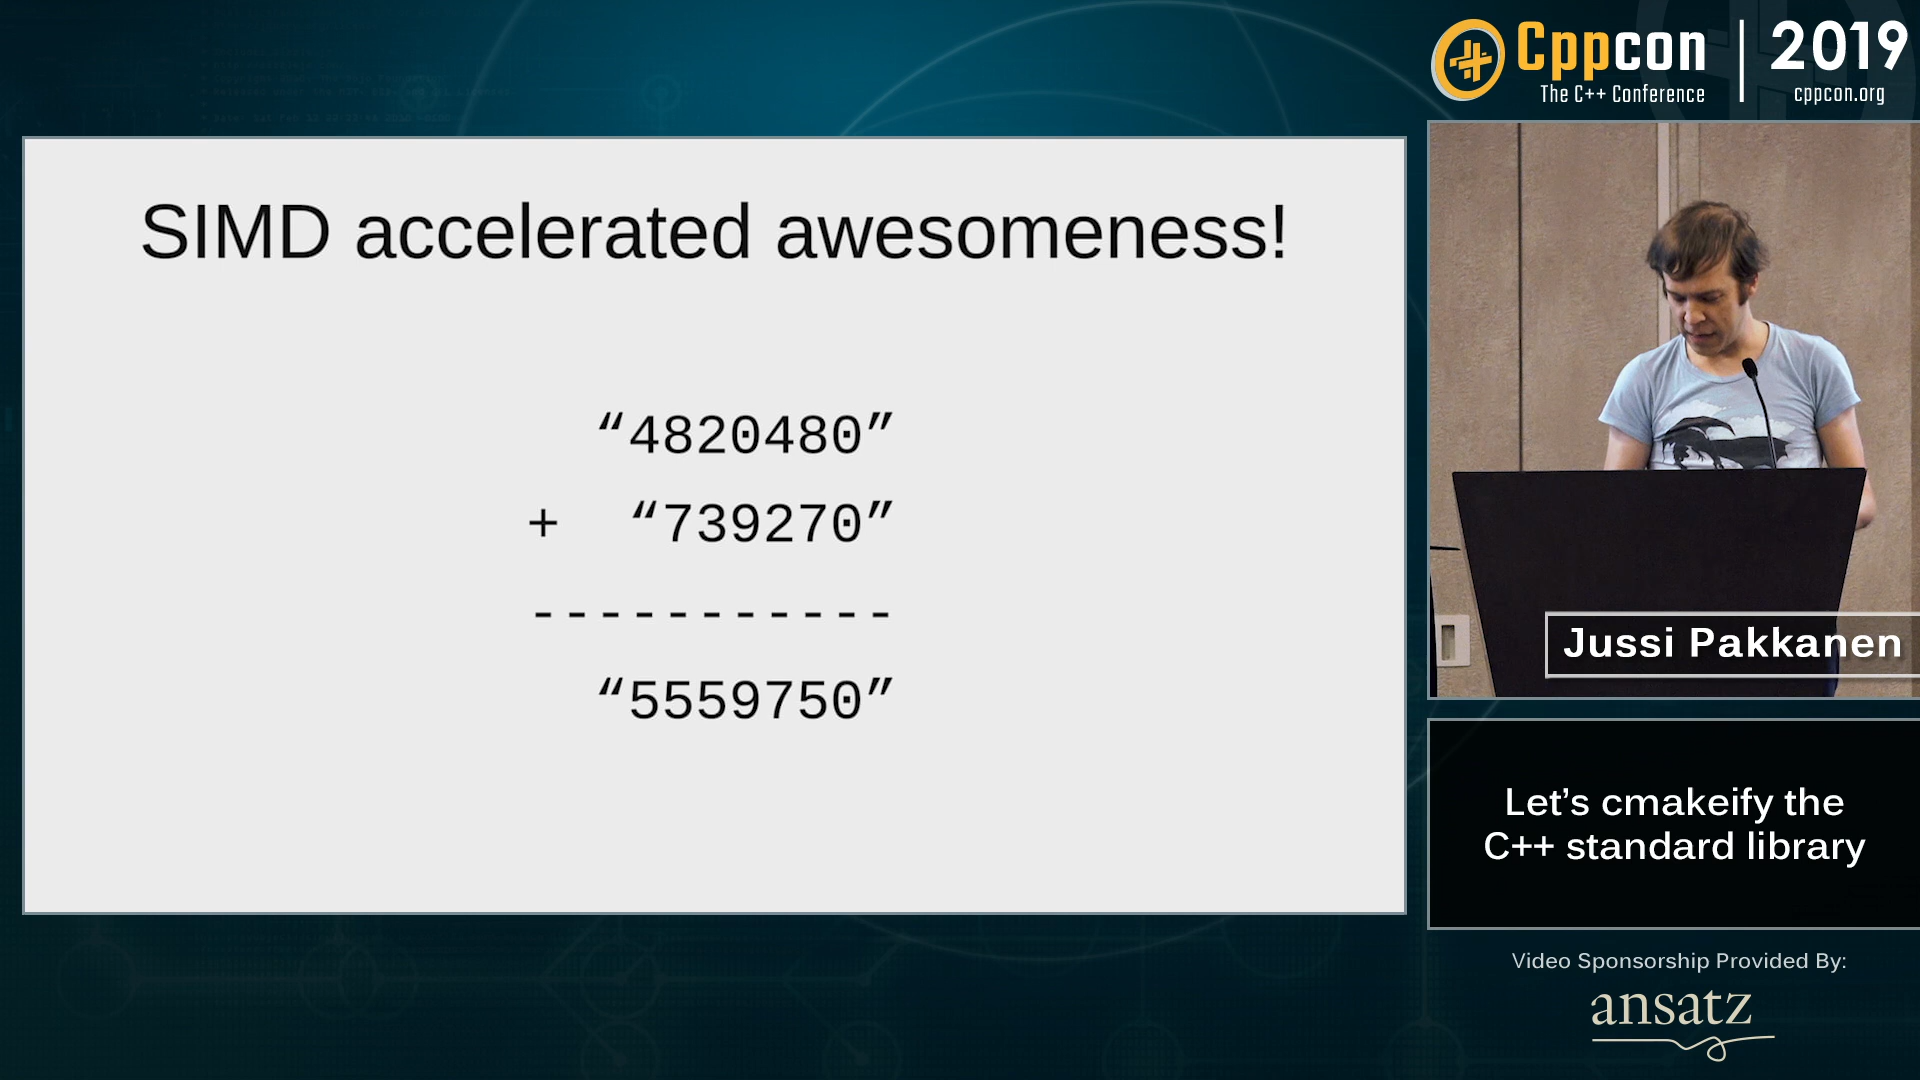 Cppcon | 2019
The C++ Conference
cppcon.org
SIMD accelerated awesomeness!
“4820480”
+ “739270”
-----------
“5559750”
Jussi Pakkanen
Let’s cmakeify the
C++ standard library
Video Sponsorship Provided By:
ansatz